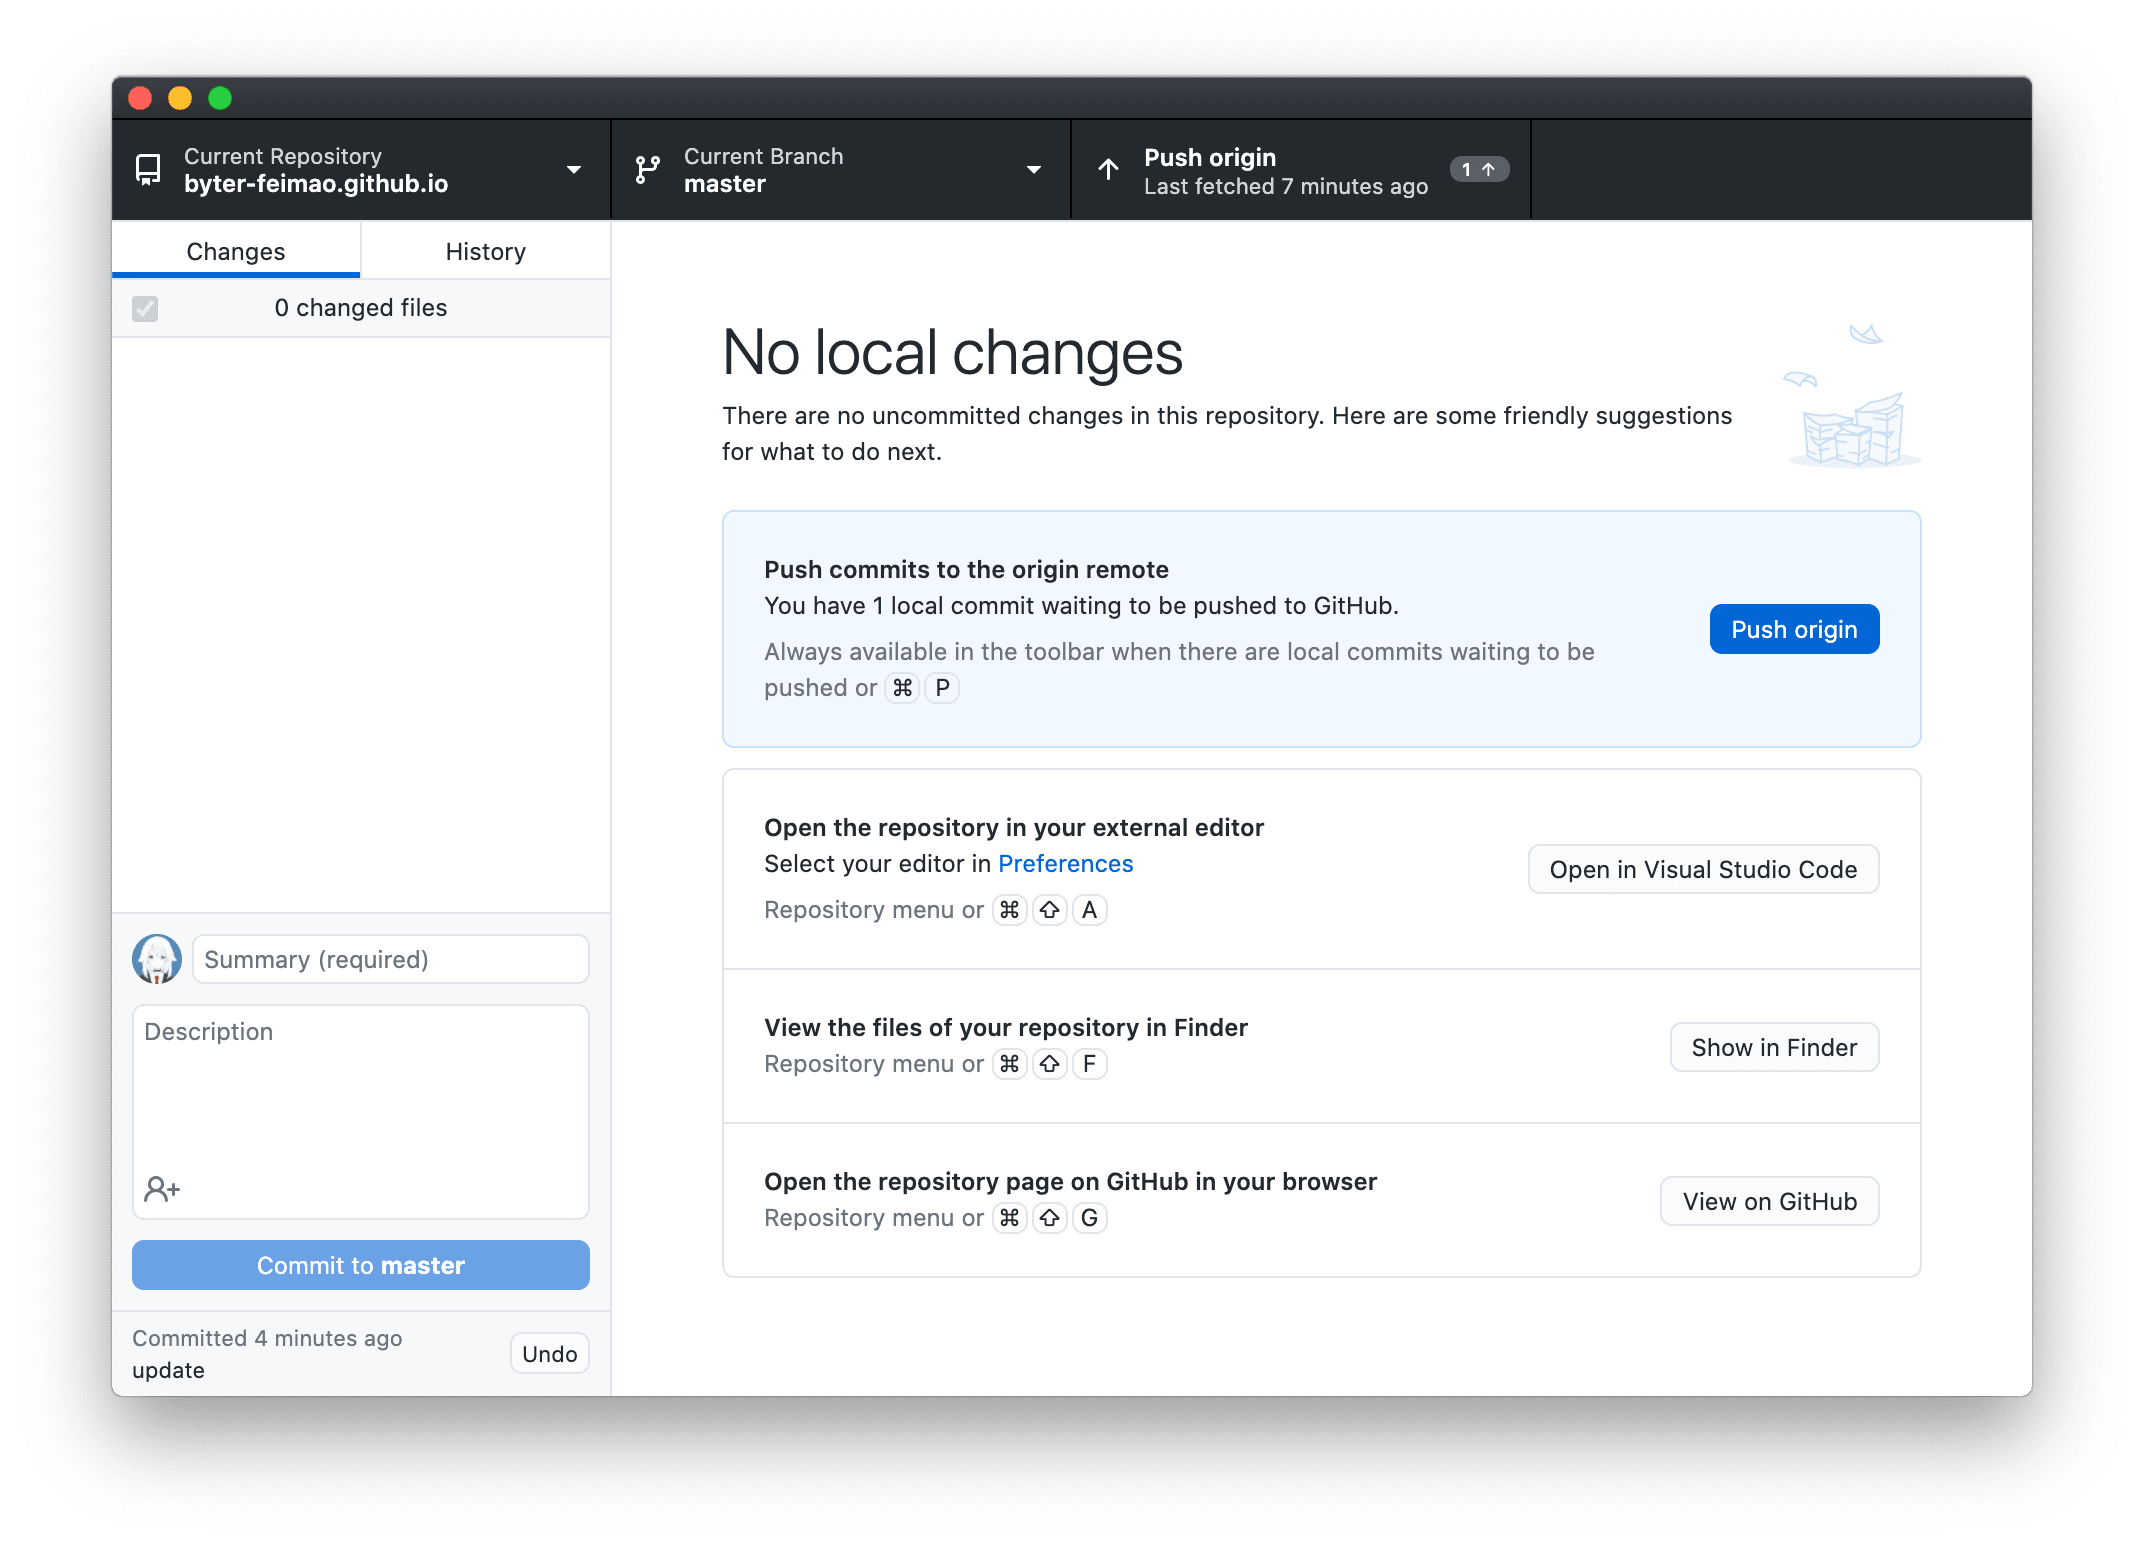 Current Repository
byter-feimao.github.io
Current Branch
master
Push origin
Last fetched 7 minutes ago
1 ↑
Changes
History
0 changed files
No local changes
There are no uncommitted changes in this repository. Here are some friendly suggestions
for what to do next.
Push commits to the origin remote
You have 1 local commit waiting to be pushed to GitHub.
Always available in the toolbar when there are local commits waiting to be
pushed or ⌘ P
Push origin
Open the repository in your external editor
Select your editor in Preferences
Repository menu or ⌘ ⇧ A
Open in Visual Studio Code
View the files of your repository in Finder
Repository menu or ⌘ ⇧ F
Show in Finder
Open the repository page on GitHub in your browser
Repository menu or ⌘ ⇧ G
View on GitHub
Summary (required)
Description
Commit to master
Committed 4 minutes ago
update
Undo